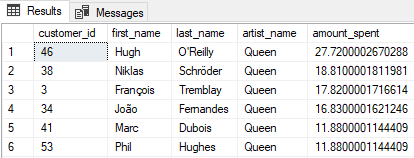 Results Messages
customer_id first_name last_name artist_name amount_spent
1 46 Hugh O'Reilly Queen 27.7200002670288
2 38 Niklas Schröder Queen 18.8100001811981
3 3 François Tremblay Queen 17.8200001716614
4 34 João Fernandes Queen 16.8300001621246
5 41 Marc Dubois Queen 11.8800001144409
6 53 Phil Hughes Queen 11.8800001144409